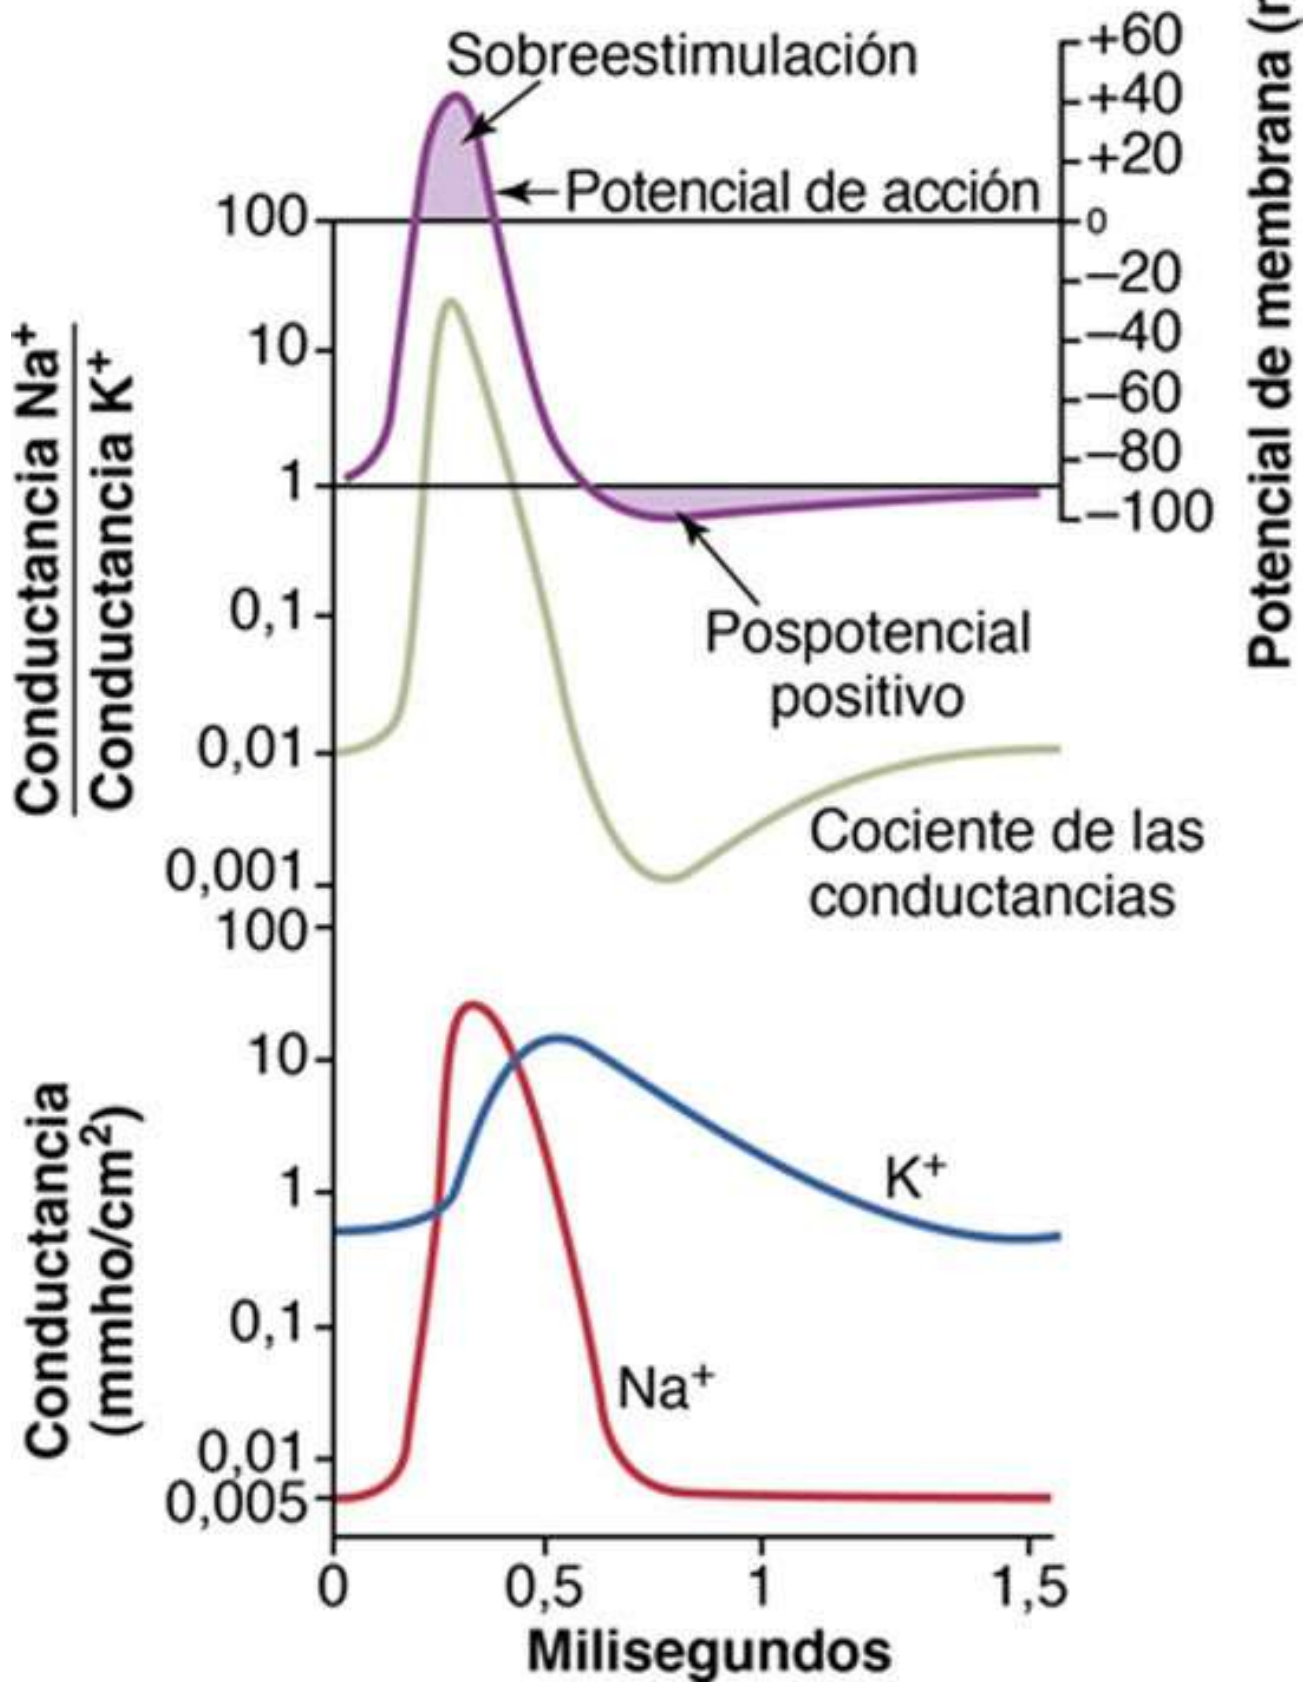 Sobreestimulación
Potencial de acción
+60
+40
+20
0
–20
–40
–60
–80
–100
Potencial de membrana
100
10
1
0,1
0,01
0,001
Conductancia Na⁺
Conductancia K⁺
Pospotencial
positivo
Cociente de las
conductancias
100
10
1
0,1
0,01
0,005
Conductancia
(mmho/cm²)
K⁺
Na⁺
0 0,5 1 1,5
Milisegundos